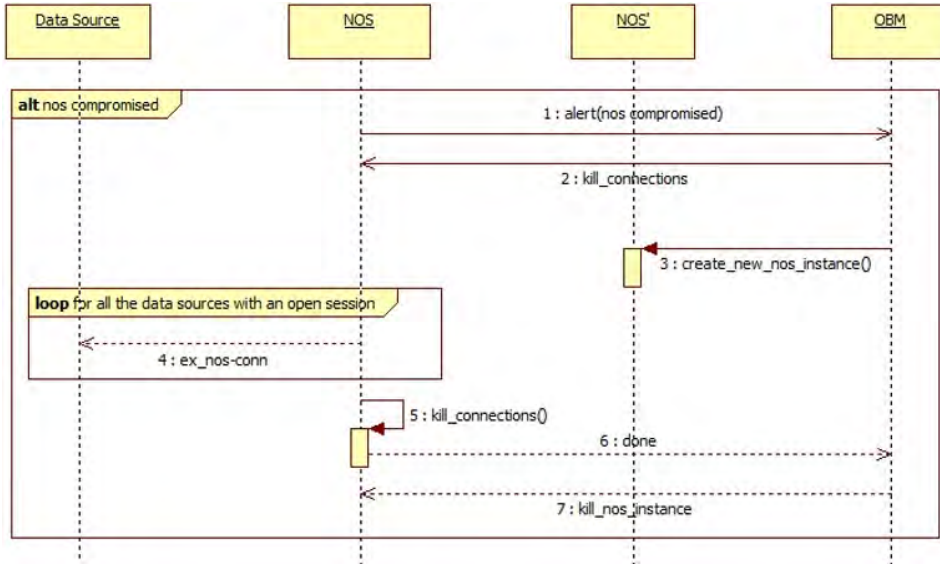 Data Source
NOS
NOS'
OBM
alt nos compromised
1 : alert(nos compromised)
2 : kill_connections
3 : create_new_nos_instance()
loop for all the data sources with an open session
4 : ex_nos-conn
5 : kill_connections()
6 : done
7 : kill_nos_instance